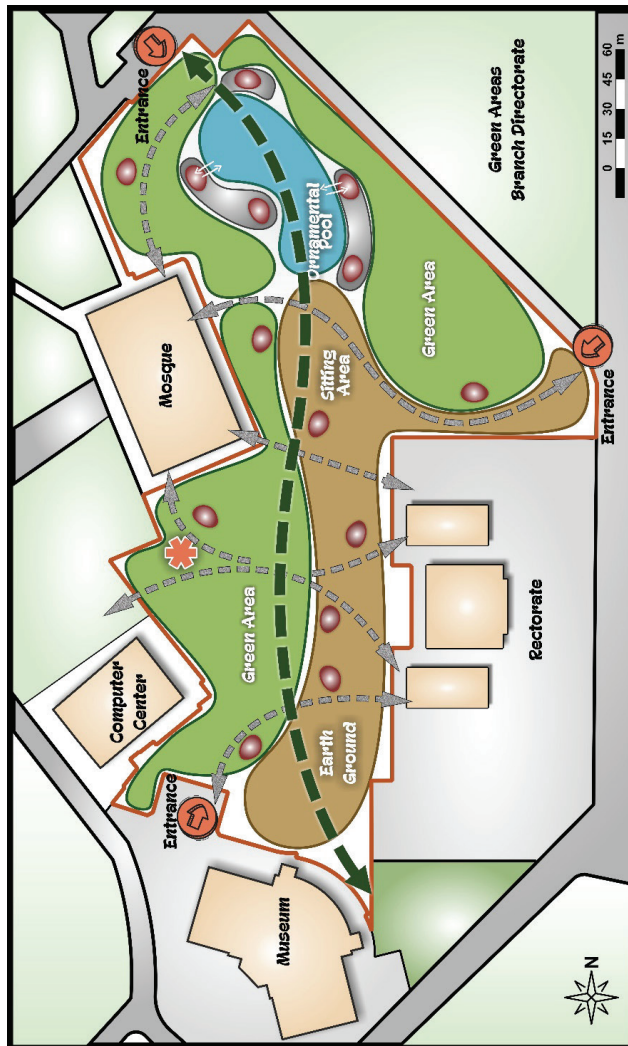 Entrance
Green Areas
Branch Directorate
0 15 30 45 60
m
Ornamental
Pool
Green Area
Mosque
Sitting
Area
Entrance
Computer
Center
Green Area
Rectorate
Earth
Ground
Entrance
Museum
N